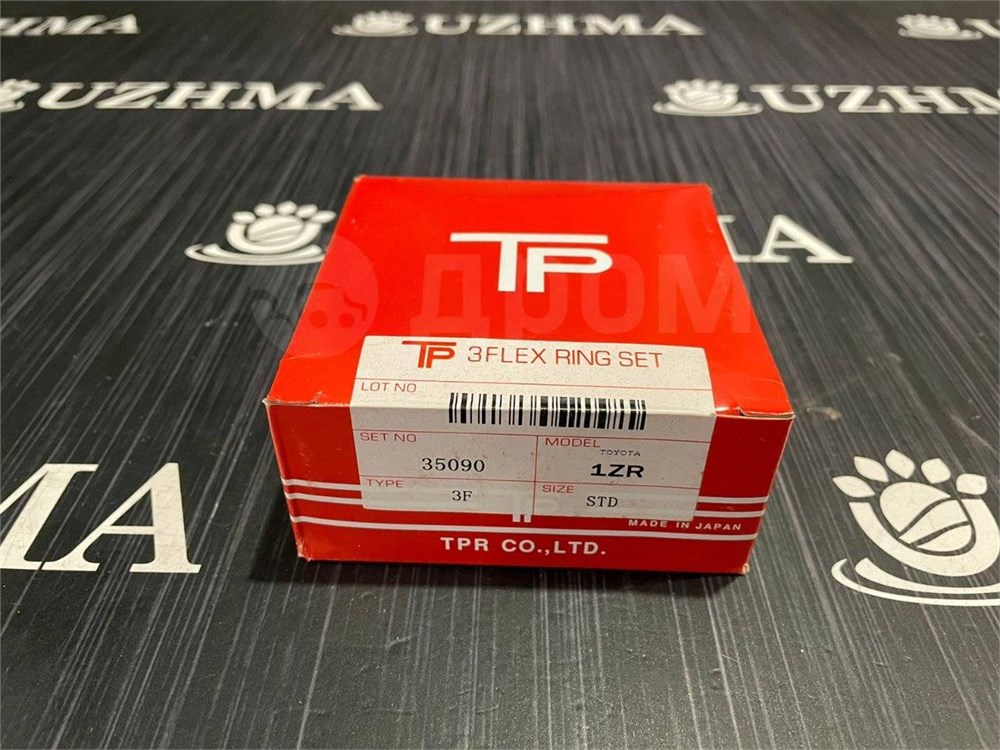 UZHMA
UZHMA
UZHMA
UZHMA
TP
дром
TP 3FLEX RING SET
LOT NO
SET NO
35090
MODEL
TOYOTA
1ZR
TYPE
3F
SIZE
STD
MADE IN JAPAN
TPR CO.,LTD.
MA